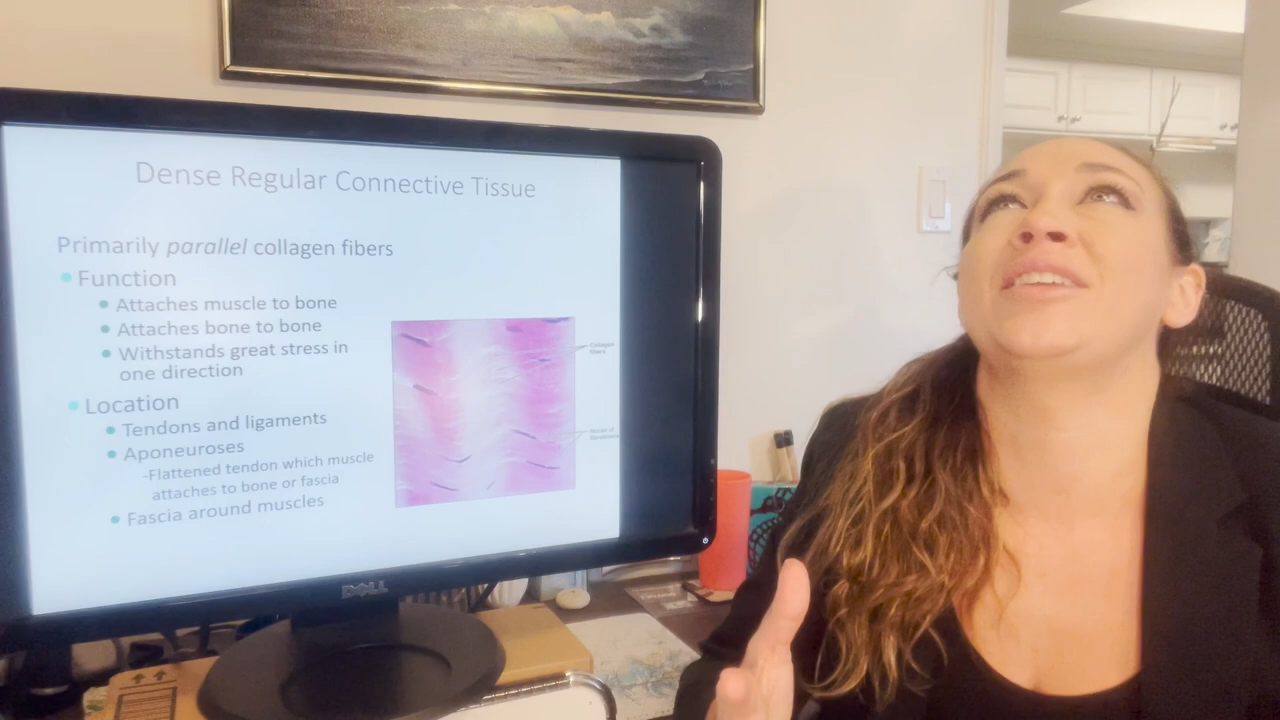 Dense Regular Connective Tissue
Primarily parallel collagen fibers
Function
Attaches muscle to bone
Attaches bone to bone
Withstands great stress in
one direction
Location
Tendons and ligaments
Aponeuroses
-Flattened tendon which muscle
attaches to bone or fascia
Fascia around muscles
Collagen
fibers
DELL